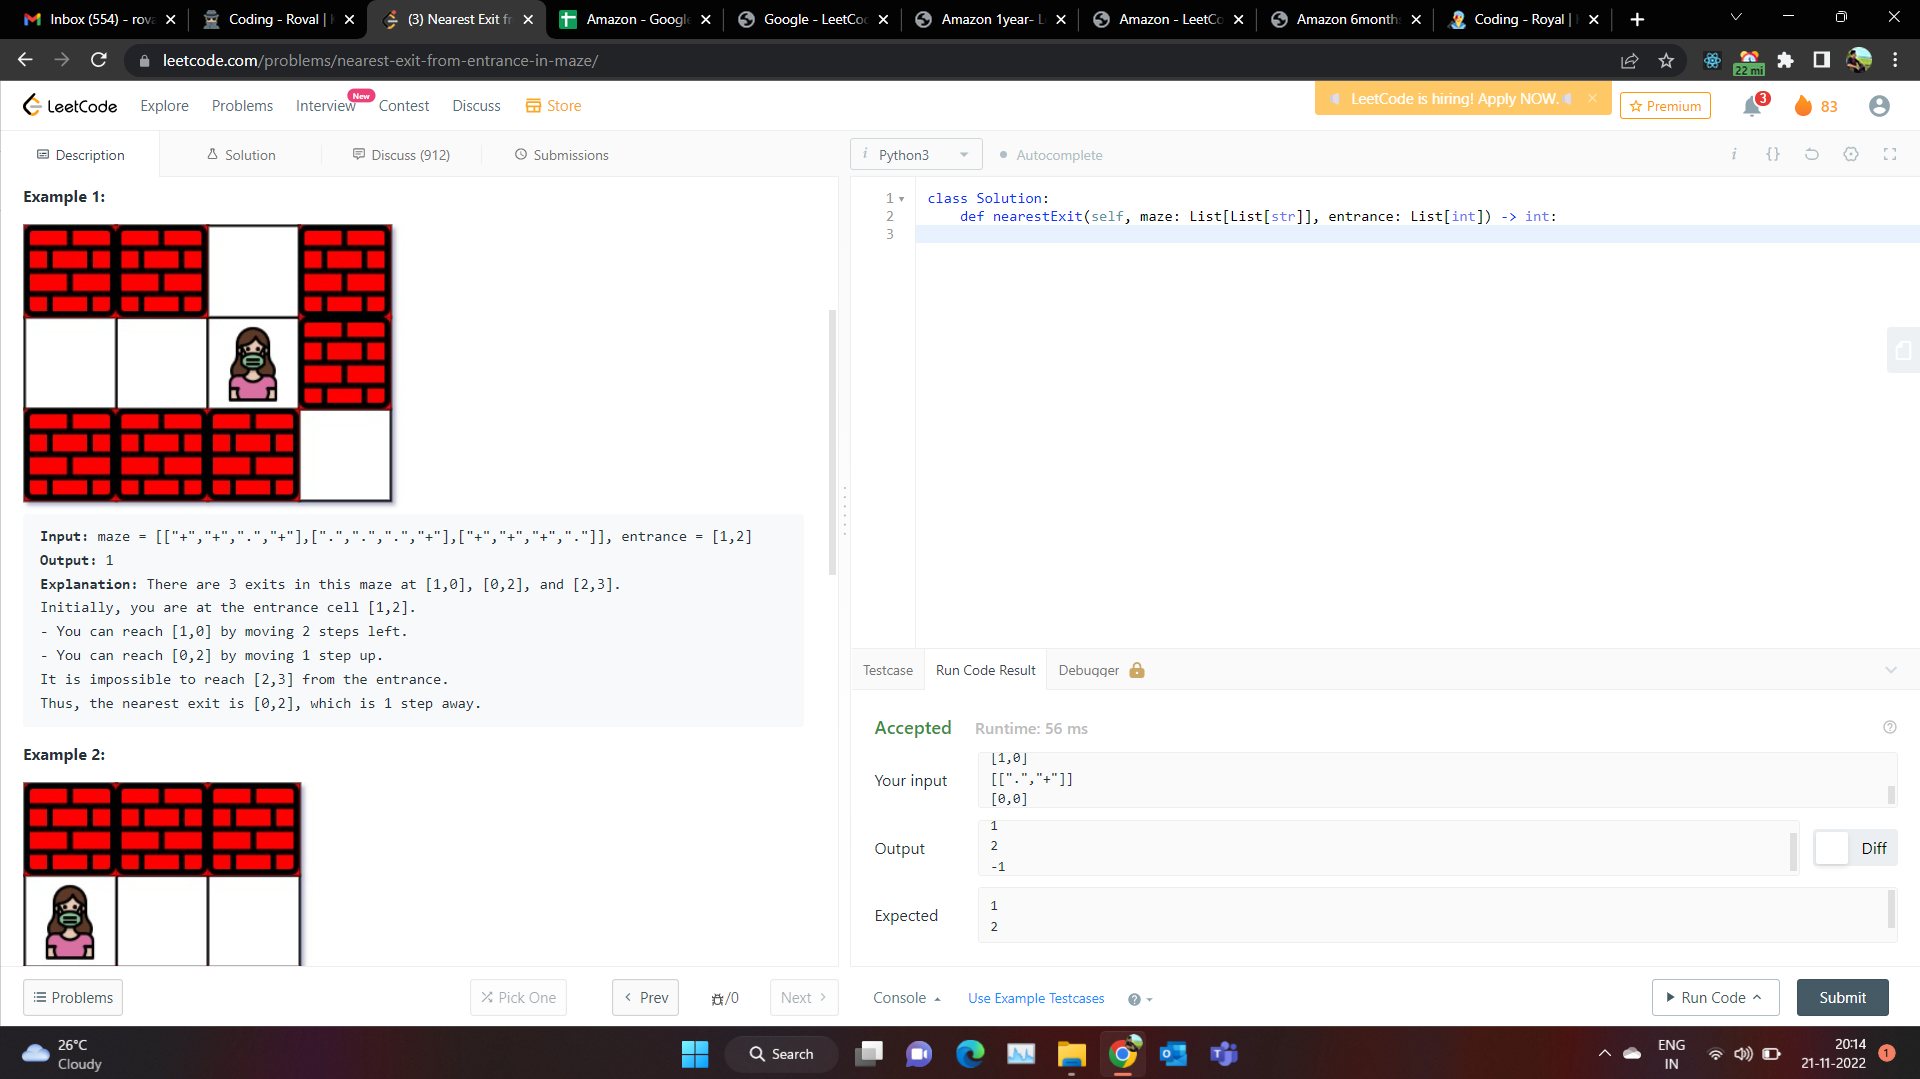 Inbox (554) - rova
Coding - Roval |
(3) Nearest Exit fr
Amazon - Google
Google - LeetCod
Amazon 1year- L
Amazon - LeetCo
Amazon 6month
Coding - Royal |
leetcode.com/problems/nearest-exit-from-entrance-in-maze/
22 mi
LeetCode
Explore
Problems
Interview
New
Contest
Discuss
Store
LeetCode is hiring! Apply NOW.
Premium
3
83
Description
Solution
Discuss (912)
Submissions
Python3
Autocomplete
Example 1:
Input: maze = [["+","+",".","+"],[".",".",".","+"],["+","+","+","."]], entrance = [1,2]
Output: 1
Explanation: There are 3 exits in this maze at [1,0], [0,2], and [2,3].
Initially, you are at the entrance cell [1,2].
- You can reach [1,0] by moving 2 steps left.
- You can reach [0,2] by moving 1 step up.
It is impossible to reach [2,3] from the entrance.
Thus, the nearest exit is [0,2], which is 1 step away.
Example 2:
1 class Solution:
2 def nearestExit(self, maze: List[List[str]], entrance: List[int]) -> int:
3
Testcase
Run Code Result
Debugger
Accepted
Runtime: 56 ms
Your input
[1,0]
[[".","+"]]
[0,0]
Output
1
2
-1
Diff
Expected
1
2
Problems
Pick One
Prev
/0
Next
Console
Use Example Testcases
Run Code
Submit
26°C
Cloudy
Search
ENG
IN
20:14
21-11-2022
1